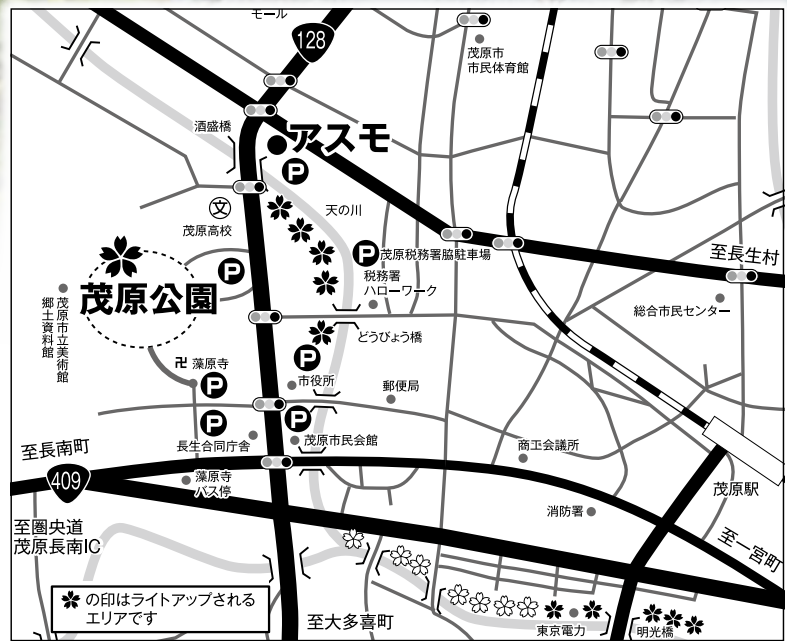 モール
128
茂原市
市民体育館
酒盛橋
アスモ
P
天の川
文
茂原高校
P
P
茂原税務署脇駐車場
至長生村
税務署
ハローワーク
茂原公園
総合市民センター
茂原市立美術館
郷土資料館
どうびょう橋
卍 藻原寺
P
P
市役所
郵便局
P
P
長生合同庁舎
茂原市民会館
商工会議所
至長南町
409
藻原寺
バス停
茂原駅
消防署
至圏央道
茂原長南IC
至一宮町
の印はライトアップされる
エリアです
至大多喜町
東京電力
明光橋